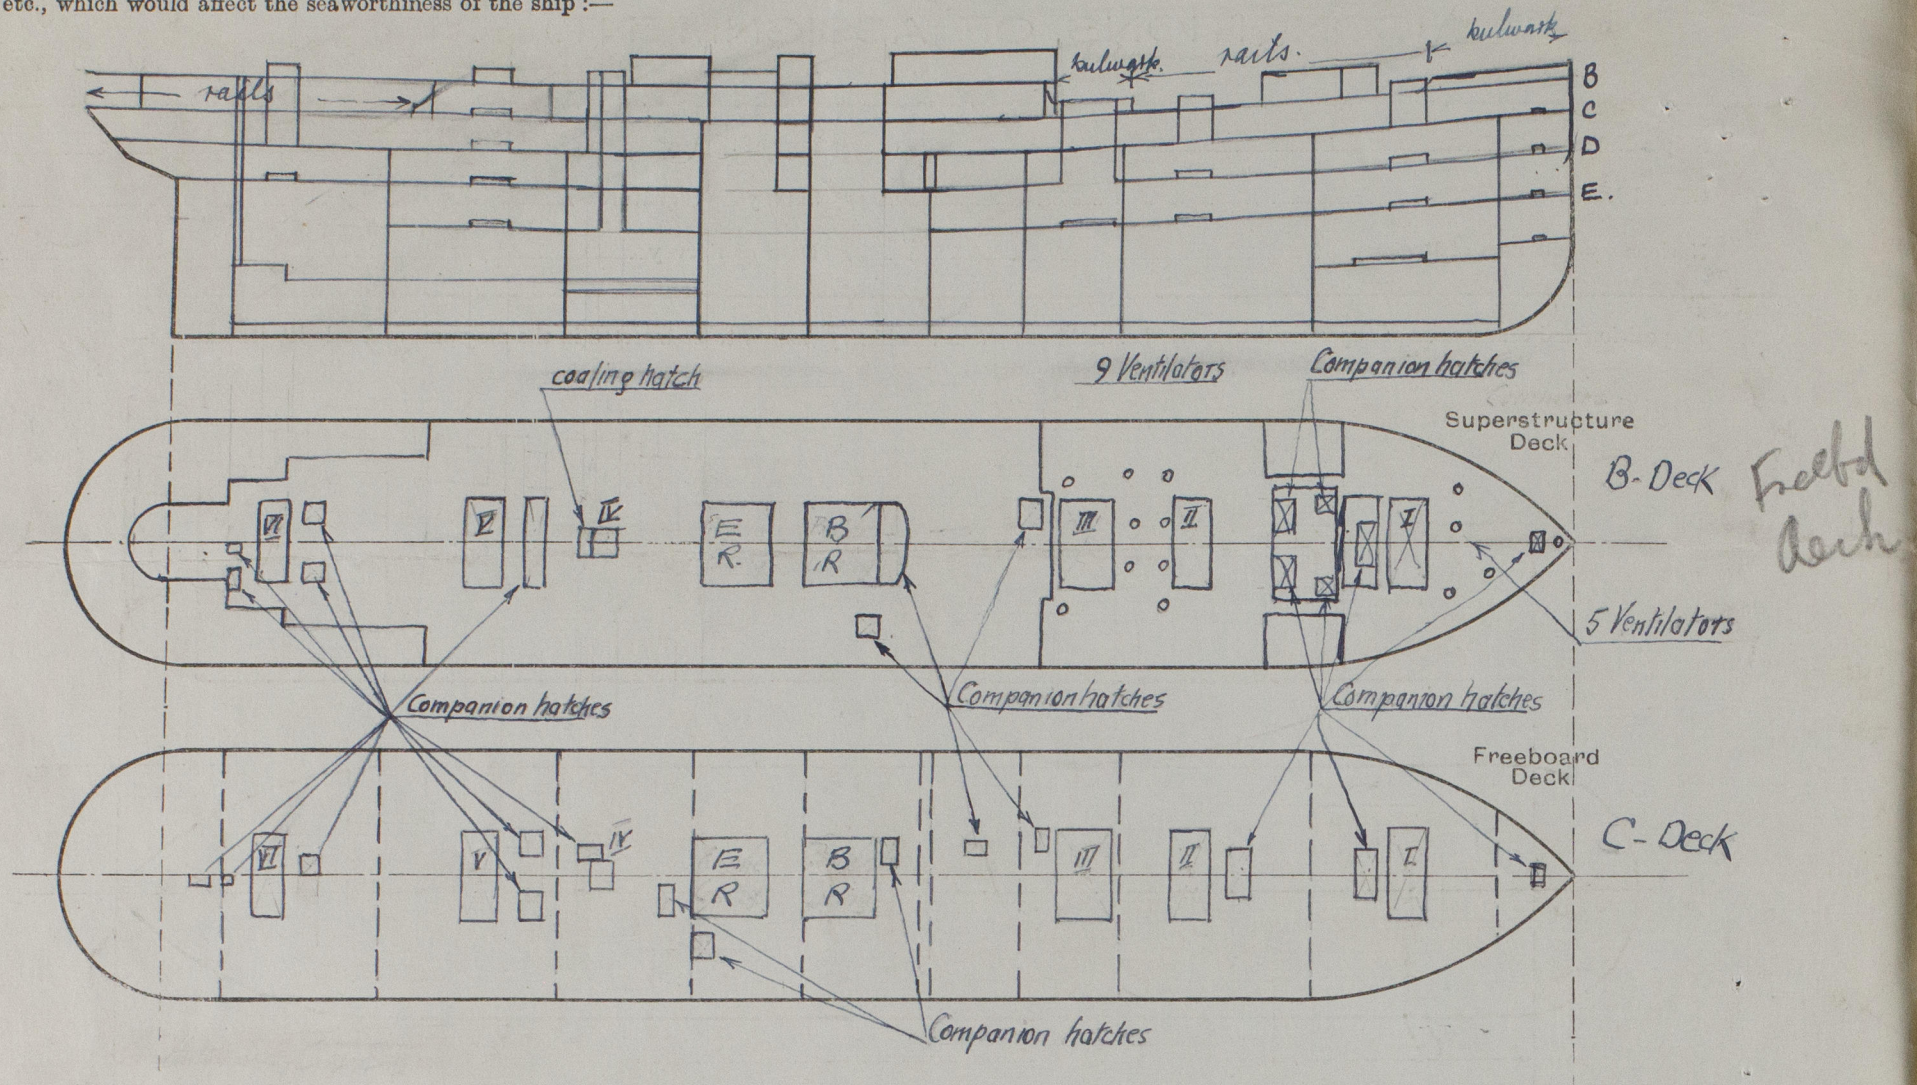 etc., which would affect the seaworthiness of the ship :—
bulwark
rails.
bulwark.
rails
B
C
D
E.
coaling hatch
9 Ventilators
Companion hatches
Superstructure
Deck
B-Deck
Freebd
deck
VI
V
IV
E
R.
B
R
III
II
I
5 Ventilators
Companion hatches
Companion hatches
Companion hatches
Freeboard
Deck
C-Deck
VI
V
IV
E
R
B
R
III
II
I
Companion hatches